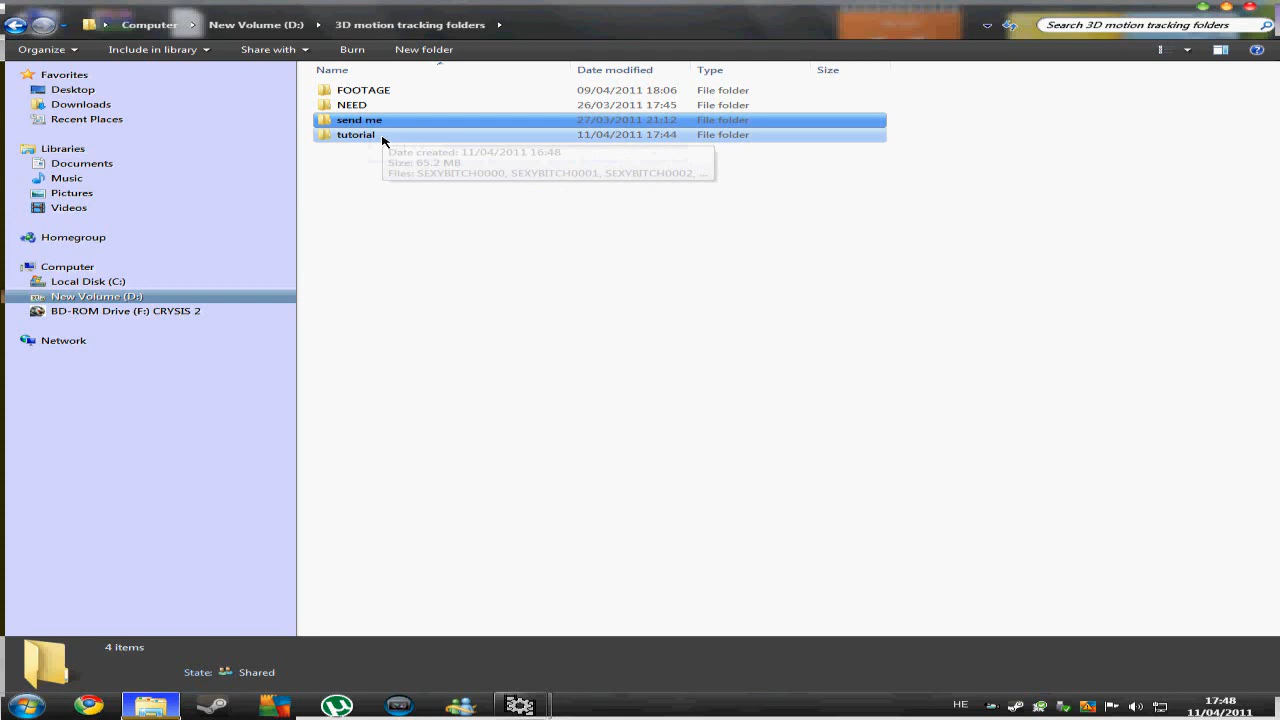 Computer New Volume (D:) 3D motion tracking folders Search 3D motion tracking folders
Organize Include in library Share with Burn New folder
Name Date modified Type Size
Favorites
Desktop
Downloads
Recent Places
Libraries
Documents
Music
Pictures
Videos
Homegroup
Computer
Local Disk (C:)
New Volume (D:)
BD-ROM Drive (F:) CRYSIS 2
Network
FOOTAGE 09/04/2011 18:06 File folder
NEED 26/03/2011 17:45 File folder
send me 27/03/2011 21:12 File folder
tutorial 11/04/2011 17:44 File folder
Date created: 11/04/2011 16:48
Size: 65.2 MB
Files: SEXYBITCH0000, SEXYBITCH0001, SEXYBITCH0002, ...
4 items
State: Shared
HE 17:48
11/04/2011